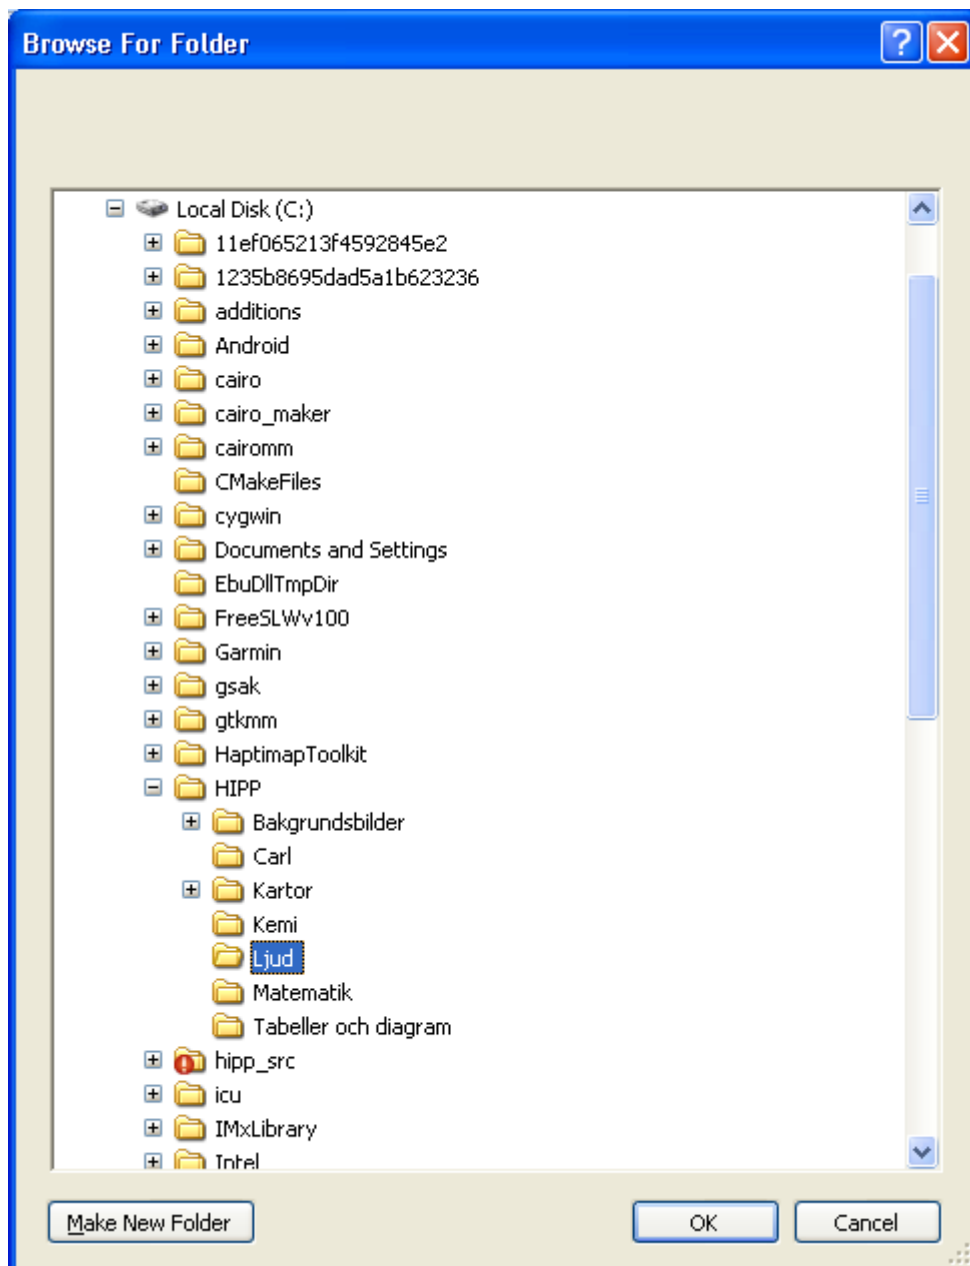 Browse For Folder
Local Disk (C:)
11ef065213f4592845e2
1235b8695dad5a1b623236
additions
Android
cairo
cairo_maker
cairomm
CMakeFiles
cygwin
Documents and Settings
EbuDllTmpDir
FreeSLWv100
Garmin
gsak
gtkmm
HaptimapToolkit
HIPP
Bakgrundsbilder
Carl
Kartor
Kemi
Ljud
Matematik
Tabeller och diagram
hipp_src
icu
IMxLibrary
Intel
Make New Folder OK Cancel